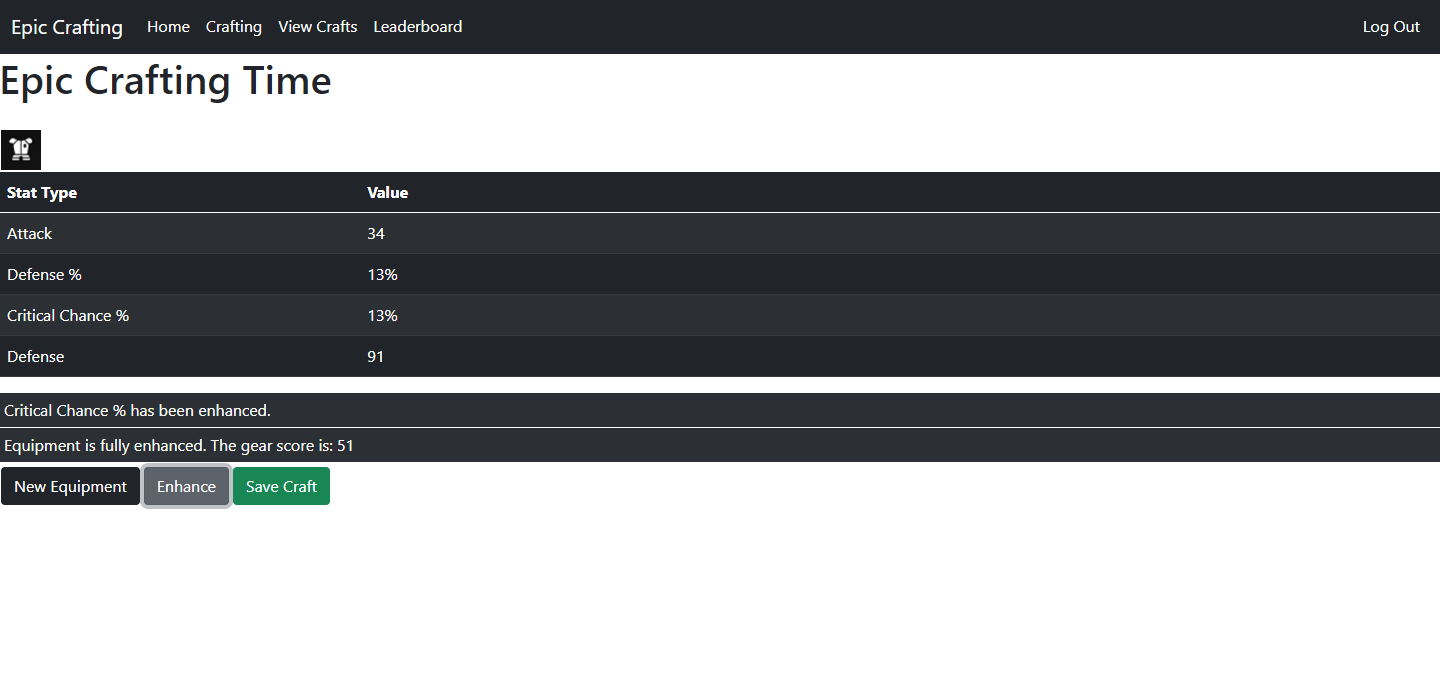 Epic Crafting Home Crafting View Crafts Leaderboard Log Out
Epic Crafting Time
Stat Type Value
Attack 34
Defense % 13%
Critical Chance % 13%
Defense 91
Critical Chance % has been enhanced.
Equipment is fully enhanced. The gear score is: 51
New Equipment Enhance Save Craft